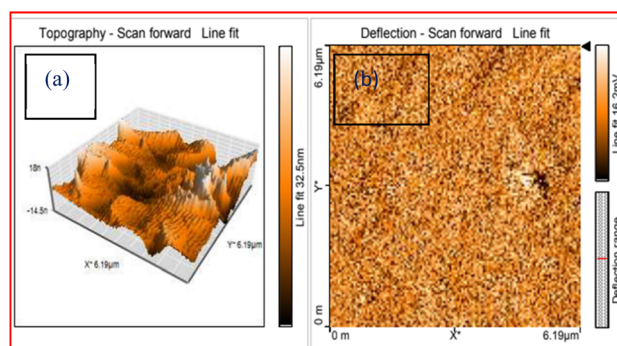 Topography - Scan forward Line fit
(a)
18n
-14.5n
X* 6.19µm
Y* 6.19µm
Line fit 32.5nm
Deflection - Scan forward Line fit
(b)
6.19µm
Y*
0 m
0 m
X*
6.19µm
Line fit 16.2mV
Deflection range